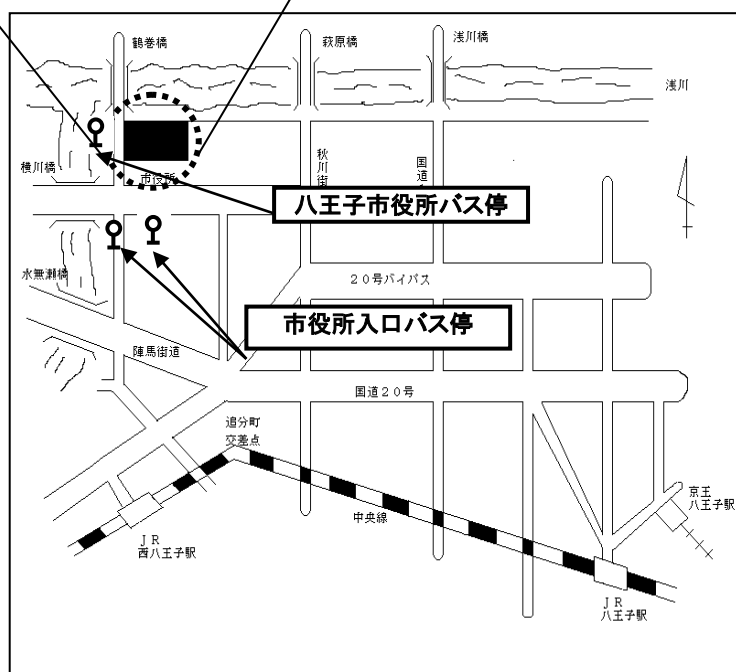 鶴巻橋
萩原橋
浅川橋
浅川
横川橋
市役所
秋川街
国道
八王子市役所バス停
水無瀬橋
20号バイパス
市役所入口バス停
陣馬街道
国道20号
追分町
交差点
京王
八王子駅
中央線
JR
西八王子駅
JR
八王子駅